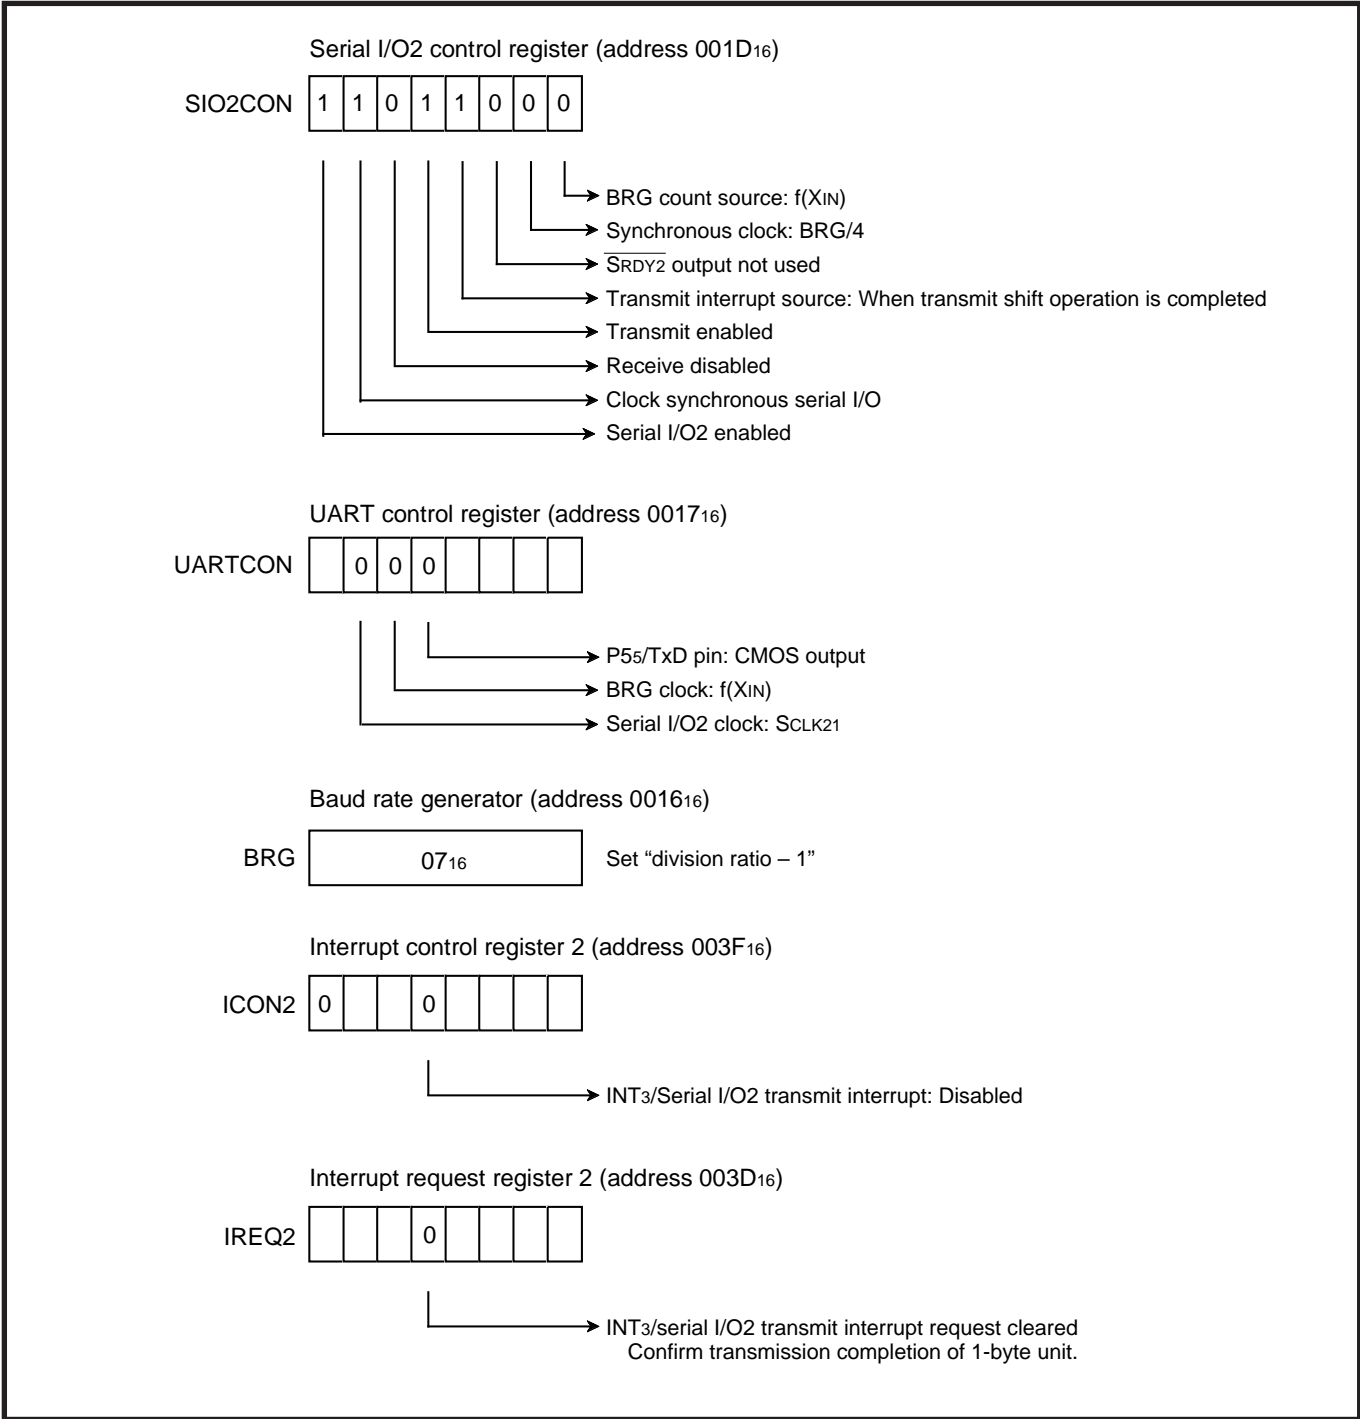 Serial I/O2 control register (address 001D16)
SIO2CON 1 1 0 1 1 0 0 0
BRG count source: f(XIN)
Synchronous clock: BRG/4
SRDY2 output not used
Transmit interrupt source: When transmit shift operation is completed
Transmit enabled
Receive disabled
Clock synchronous serial I/O
Serial I/O2 enabled
UART control register (address 001716)
UARTCON 0 0 0
P55/TxD pin: CMOS output
BRG clock: f(XIN)
Serial I/O2 clock: SCLK21
Baud rate generator (address 001616)
BRG 0716 Set “division ratio – 1”
Interrupt control register 2 (address 003F16)
ICON2 0 0
INT3/Serial I/O2 transmit interrupt: Disabled
Interrupt request register 2 (address 003D16)
IREQ2 0
INT3/serial I/O2 transmit interrupt request cleared
Confirm transmission completion of 1-byte unit.